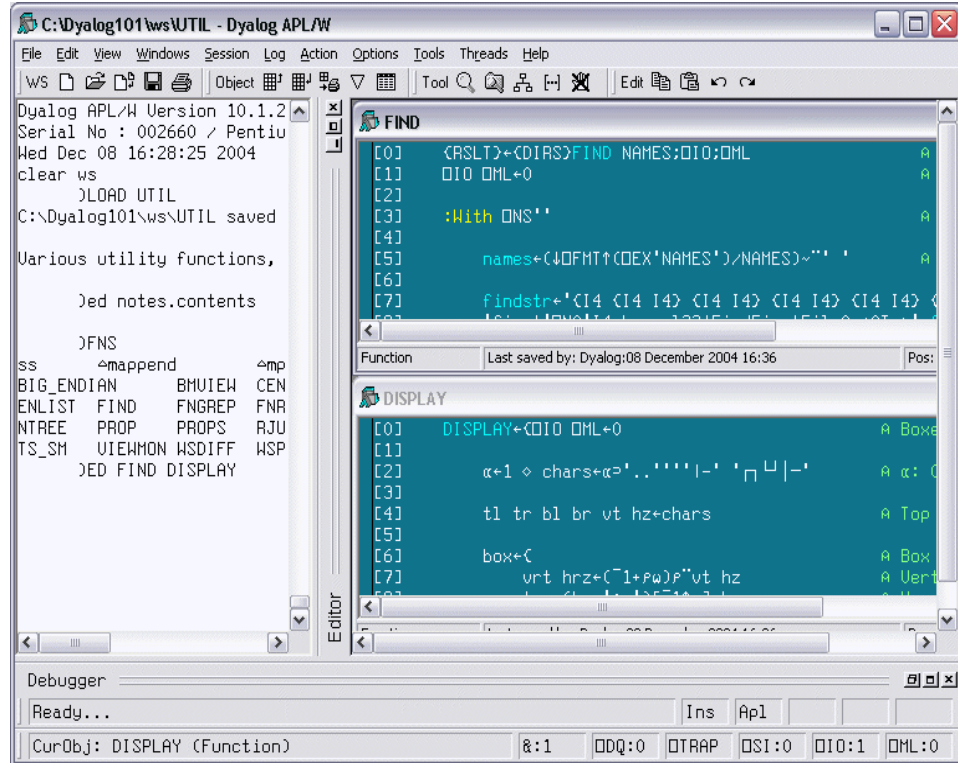 C:\Dyalog101\ws\UTIL - Dyalog APL/W
File Edit View Windows Session Log Action Options Tools Threads Help
WS Object Tool Edit
Dyalog APL/W Version 10.1.2
Serial No : 002660 / Pentiu
Wed Dec 08 16:28:25 2004
clear ws
)LOAD UTIL
C:\Dyalog101\ws\UTIL saved
Various utility functions,
)ed notes.contents
)FNS
ss ∆mappend ∆mp
BIG_ENDIAN BMVIEW CEN
ENLIST FIND FNGREP FNR
NTREE PROP PROPS RJU
TS_SM VIEWMON WSDIFF WSP
)ED FIND DISPLAY
Editor
FIND
[0] {RSLT}←{DIRS}FIND NAMES;⎕IO;⎕ML ⍝
[1] ⎕IO ⎕ML←0 ⍝
[2]
[3] :With ⎕NS'' ⍝
[4]
[5] names←(↓⎕FMT↑(⎕EX'NAMES')/NAMES)~¨' ' ⍝
[6]
[7] findstr←'{I4 {I4 I4} {I4 I4} {I4 I4} {I4 I4} {
Function Last saved by: Dyalog:08 December 2004 16:36 Pos:
DISPLAY
[0] DISPLAY←{⎕IO ⎕ML←0 ⍝ Boxe
[1]
[2] ⍺←1 ⋄ chars←⍺⊃'..''''|-' '┌┐└┘│─' ⍝ ⍺:
[3]
[4] tl tr bl br vt hz←chars ⍝ Top
[5]
[6] box←{ ⍝ Box
[7] vrt hrz←(¯1+⍴⍵)⍴¨vt hz ⍝ Vert
Debugger
Ready... Ins Apl
CurObj: DISPLAY (Function) &:1 ⎕DQ:0 ⎕TRAP ⎕SI:0 ⎕IO:1 ⎕ML:0